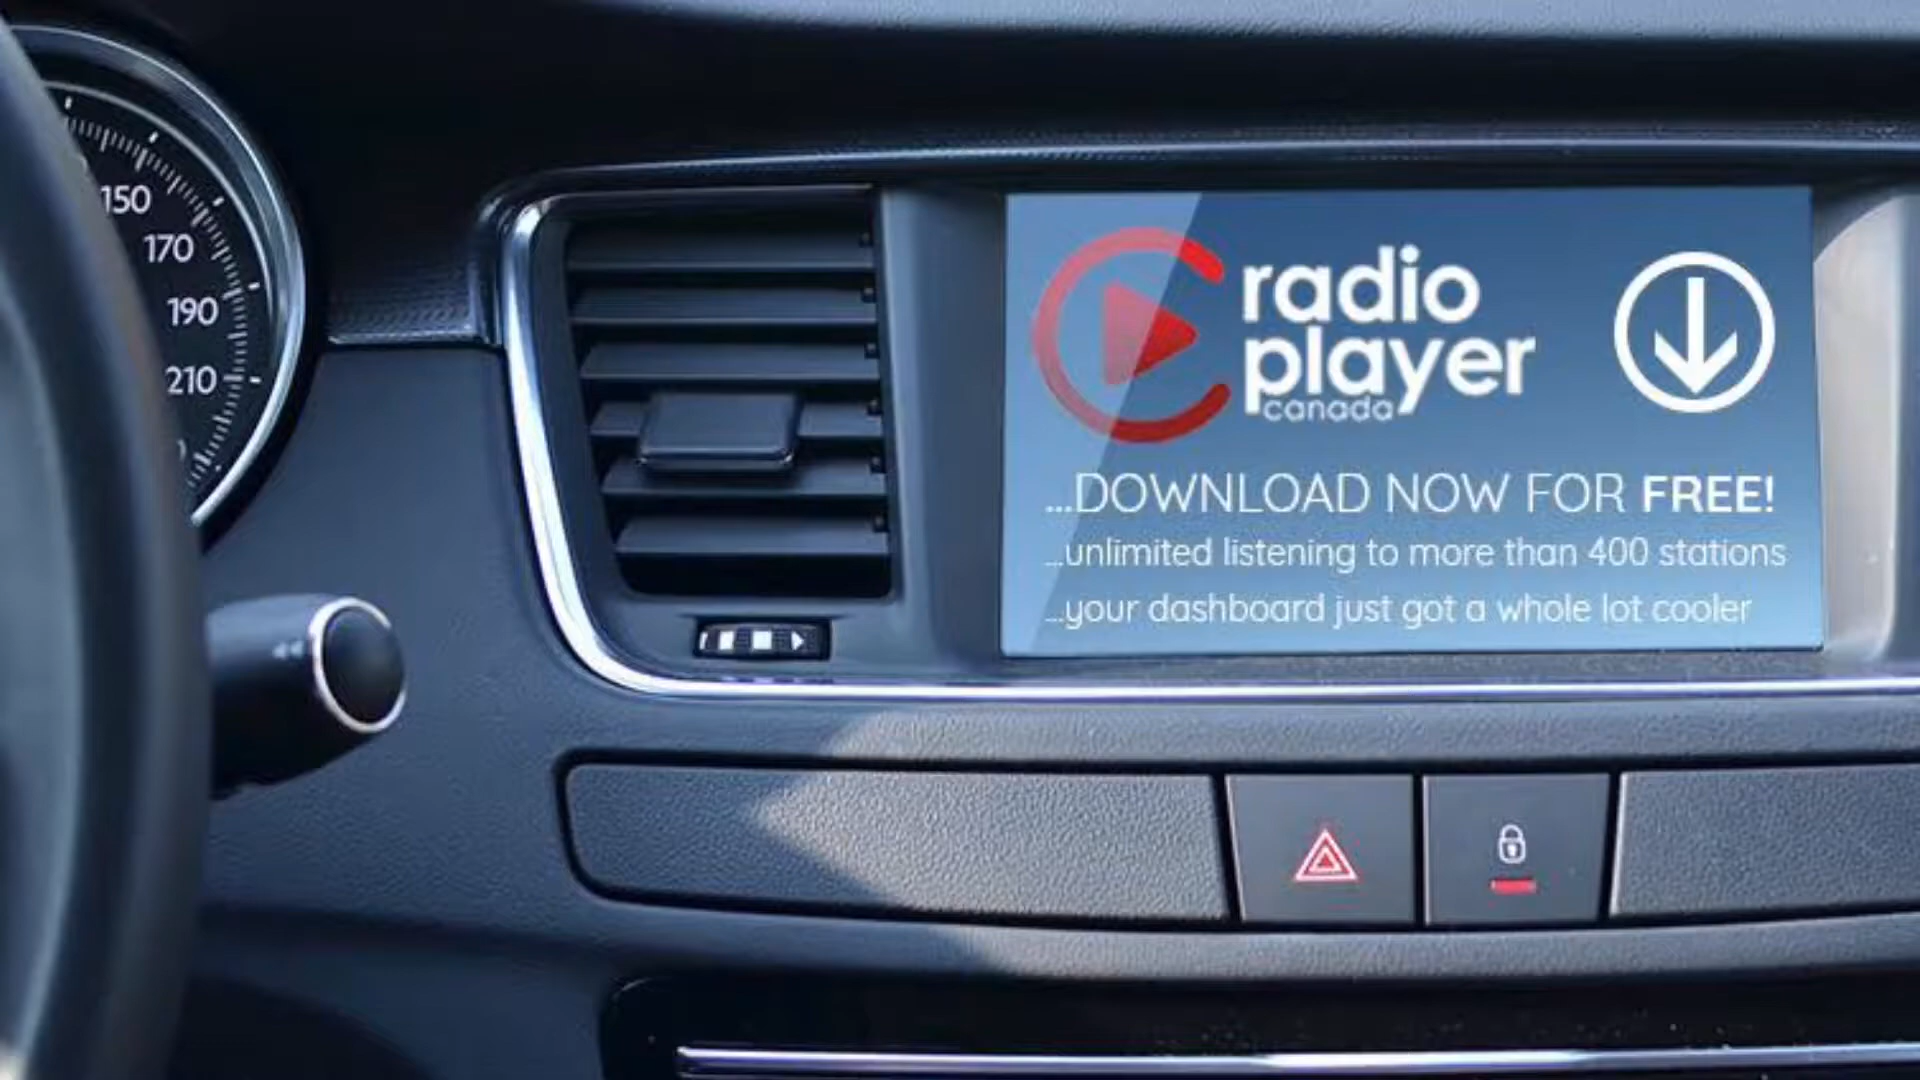 150
170
190
210
radio
player
canada
...DOWNLOAD NOW FOR FREE!
...unlimited listening to more than 400 stations
...your dashboard just got a whole lot cooler